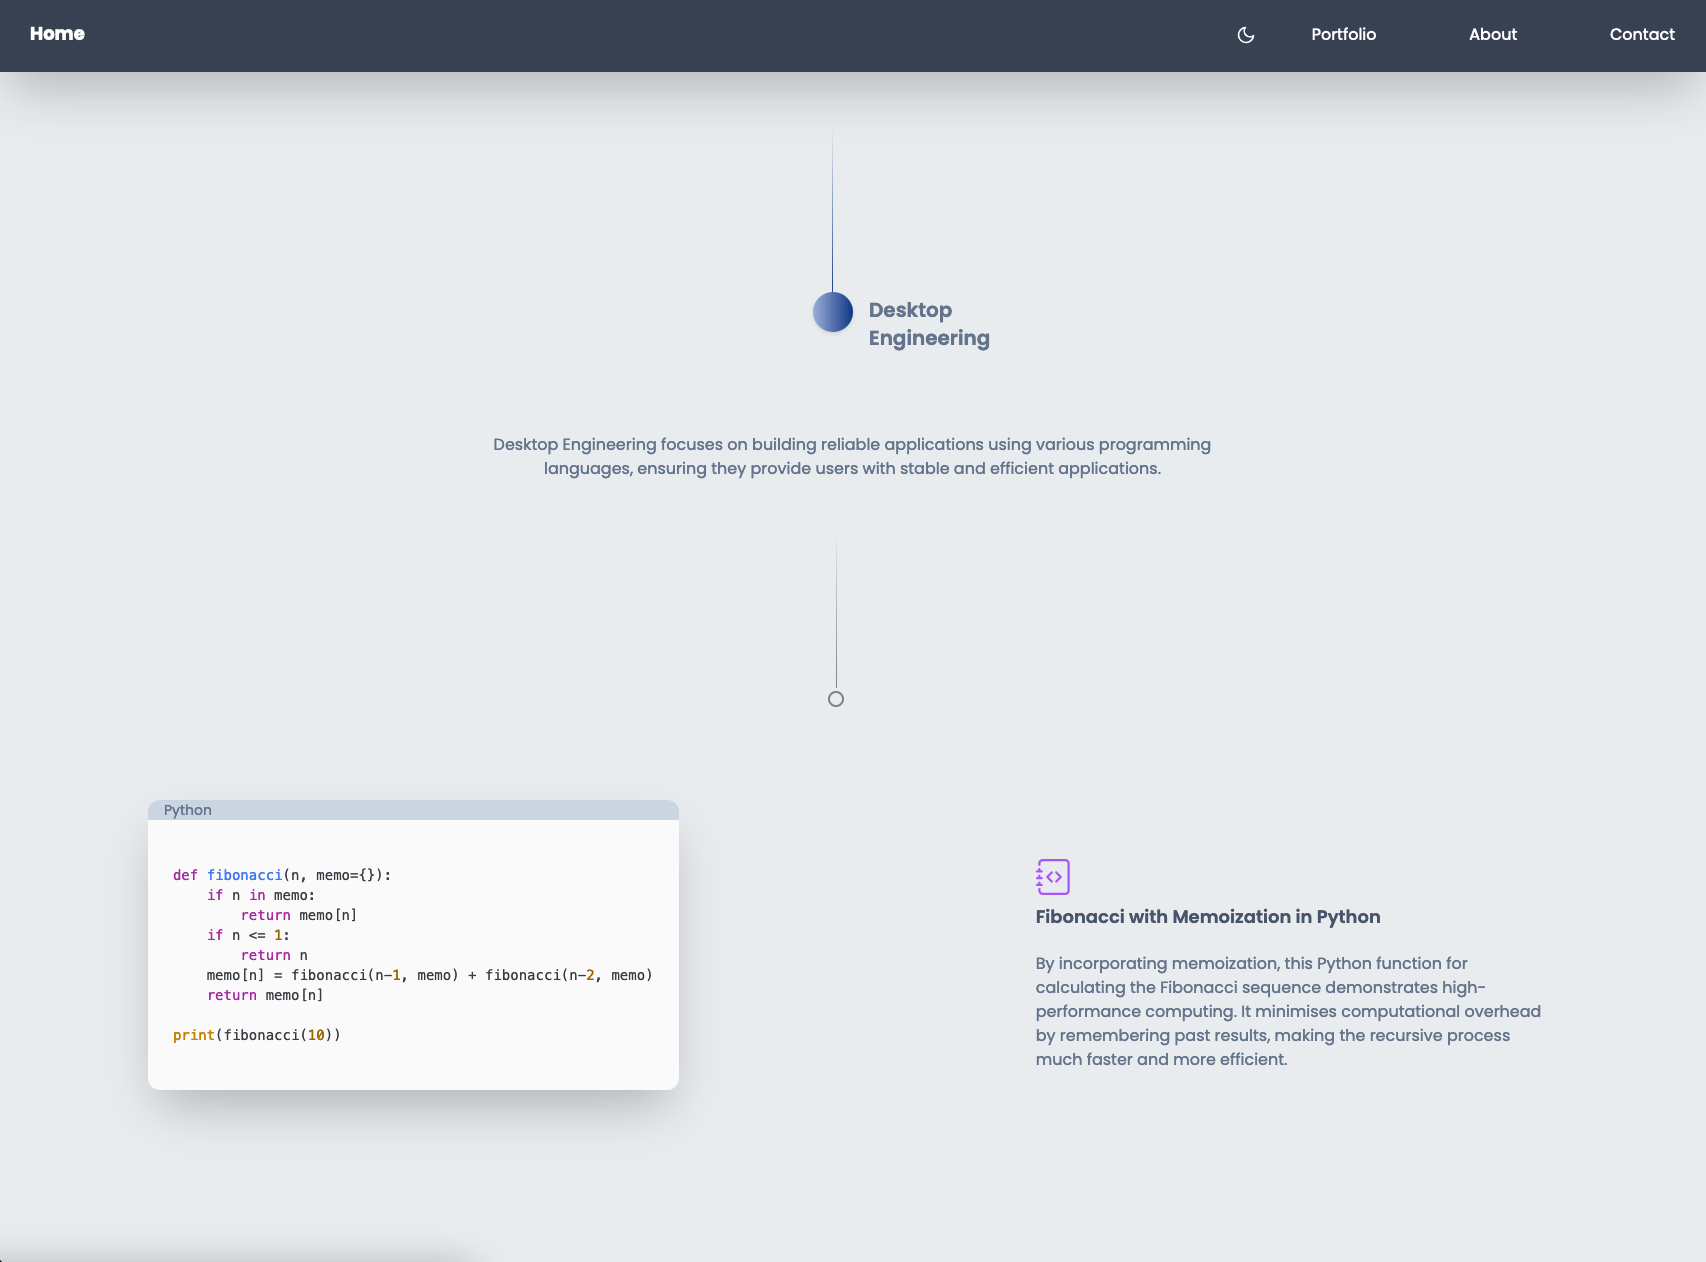 Home
Portfolio
About
Contact
Desktop
Engineering
Desktop Engineering focuses on building reliable applications using various programming
languages, ensuring they provide users with stable and efficient applications.
Python
def fibonacci(n, memo={}):
    if n in memo:
        return memo[n]
    if n <= 1:
        return n
    memo[n] = fibonacci(n-1, memo) + fibonacci(n-2, memo)
    return memo[n]
print(fibonacci(10))
Fibonacci with Memoization in Python
By incorporating memoization, this Python function for
calculating the Fibonacci sequence demonstrates high-
performance computing. It minimises computational overhead
by remembering past results, making the recursive process
much faster and more efficient.